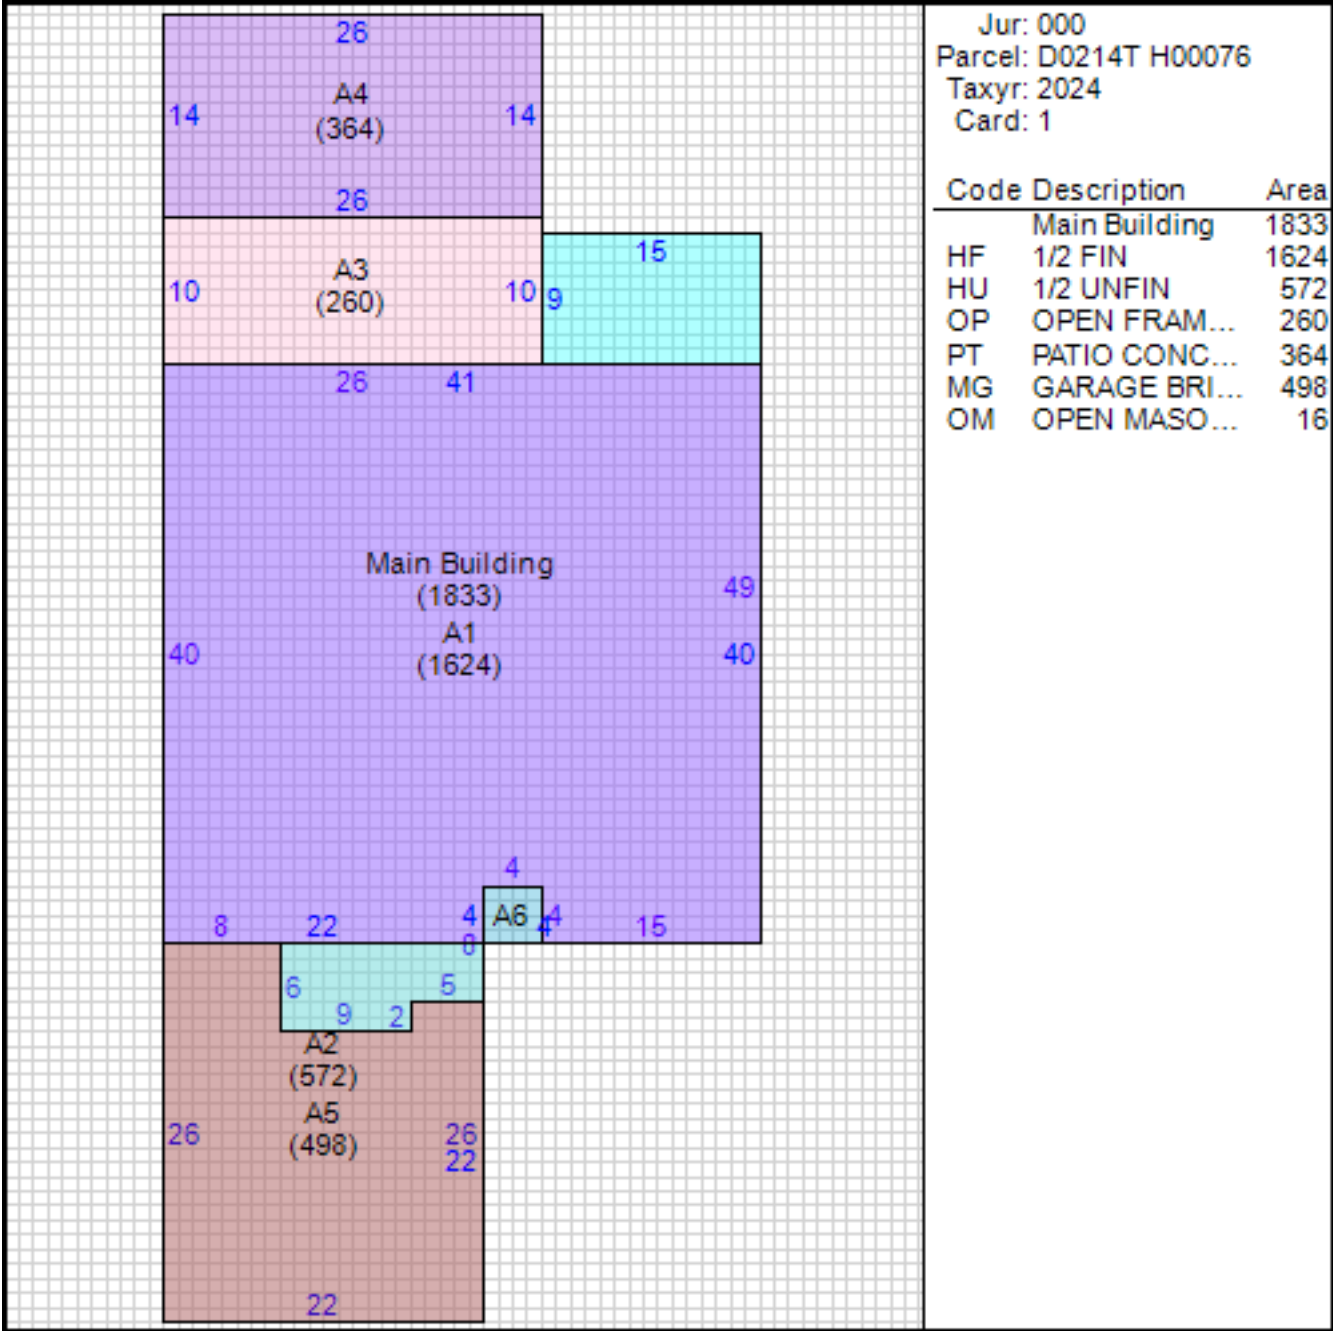 26
A4
14 14
(364)
26
A3
10 10
(260)
15
9
26 41
Main Building
(1833)
49
A1
40 40
(1624)
4
8 22 4 A6 4 4 15
8
6 5
9 2
A2
(572)
A5
26 26
(498)
22
22
Jur: 000
Parcel: D0214T H00076
Taxyr: 2024
Card: 1
Code Description Area
Main Building 1833
HF 1/2 FIN 1624
HU 1/2 UNFIN 572
OP OPEN FRAM... 260
PT PATIO CONC... 364
MG GARAGE BRI... 498
OM OPEN MASO... 16